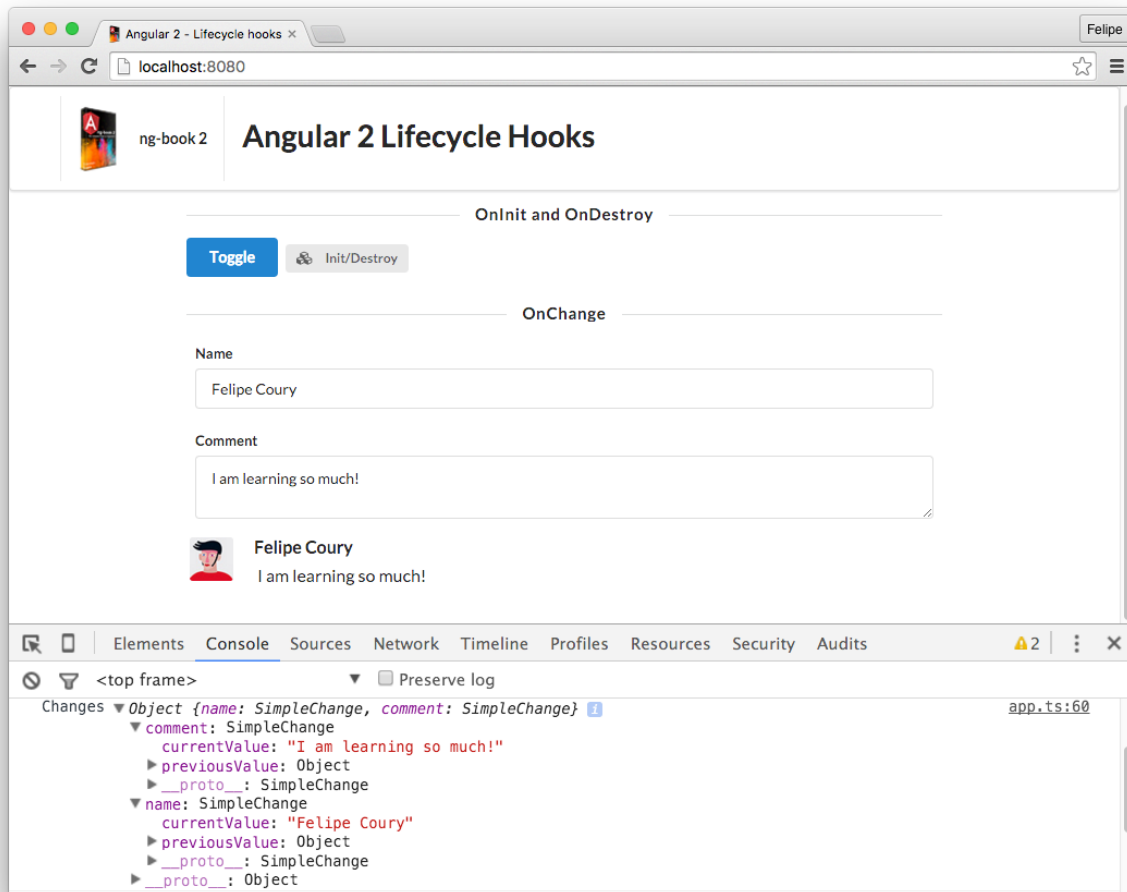 Angular 2 - Lifecycle hooks ×
Felipe
localhost:8080
ng-book 2
Angular 2 Lifecycle Hooks
OnInit and OnDestroy
Toggle
Init/Destroy
OnChange
Name
Felipe Coury
Comment
I am learning so much!
Felipe Coury
I am learning so much!
Elements Console Sources Network Timeline Profiles Resources Security Audits 2
<top frame> Preserve log
Changes Object {name: SimpleChange, comment: SimpleChange} app.ts:60
comment: SimpleChange
currentValue: "I am learning so much!"
previousValue: Object
__proto__: SimpleChange
name: SimpleChange
currentValue: "Felipe Coury"
previousValue: Object
__proto__: SimpleChange
__proto__: Object